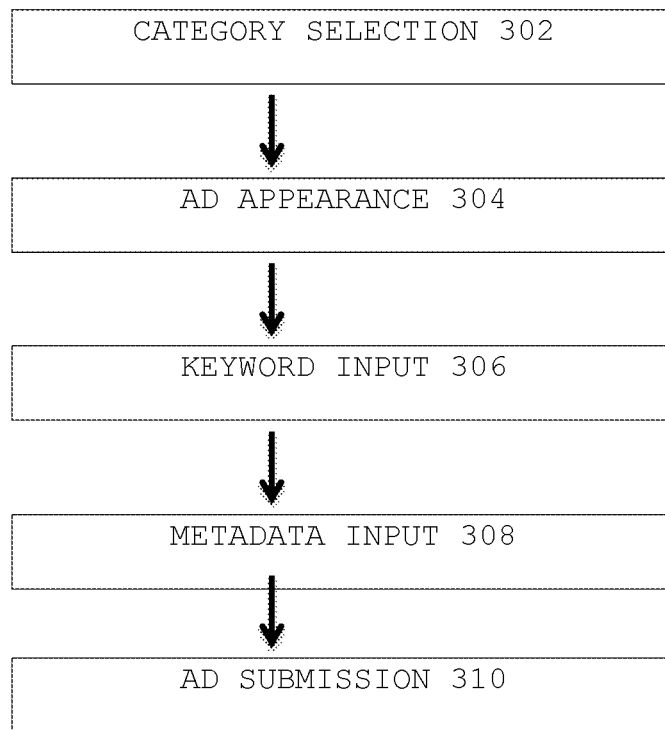 CATEGORY SELECTION 302
AD APPEARANCE 304
KEYWORD INPUT 306
METADATA INPUT 308
AD SUBMISSION 310